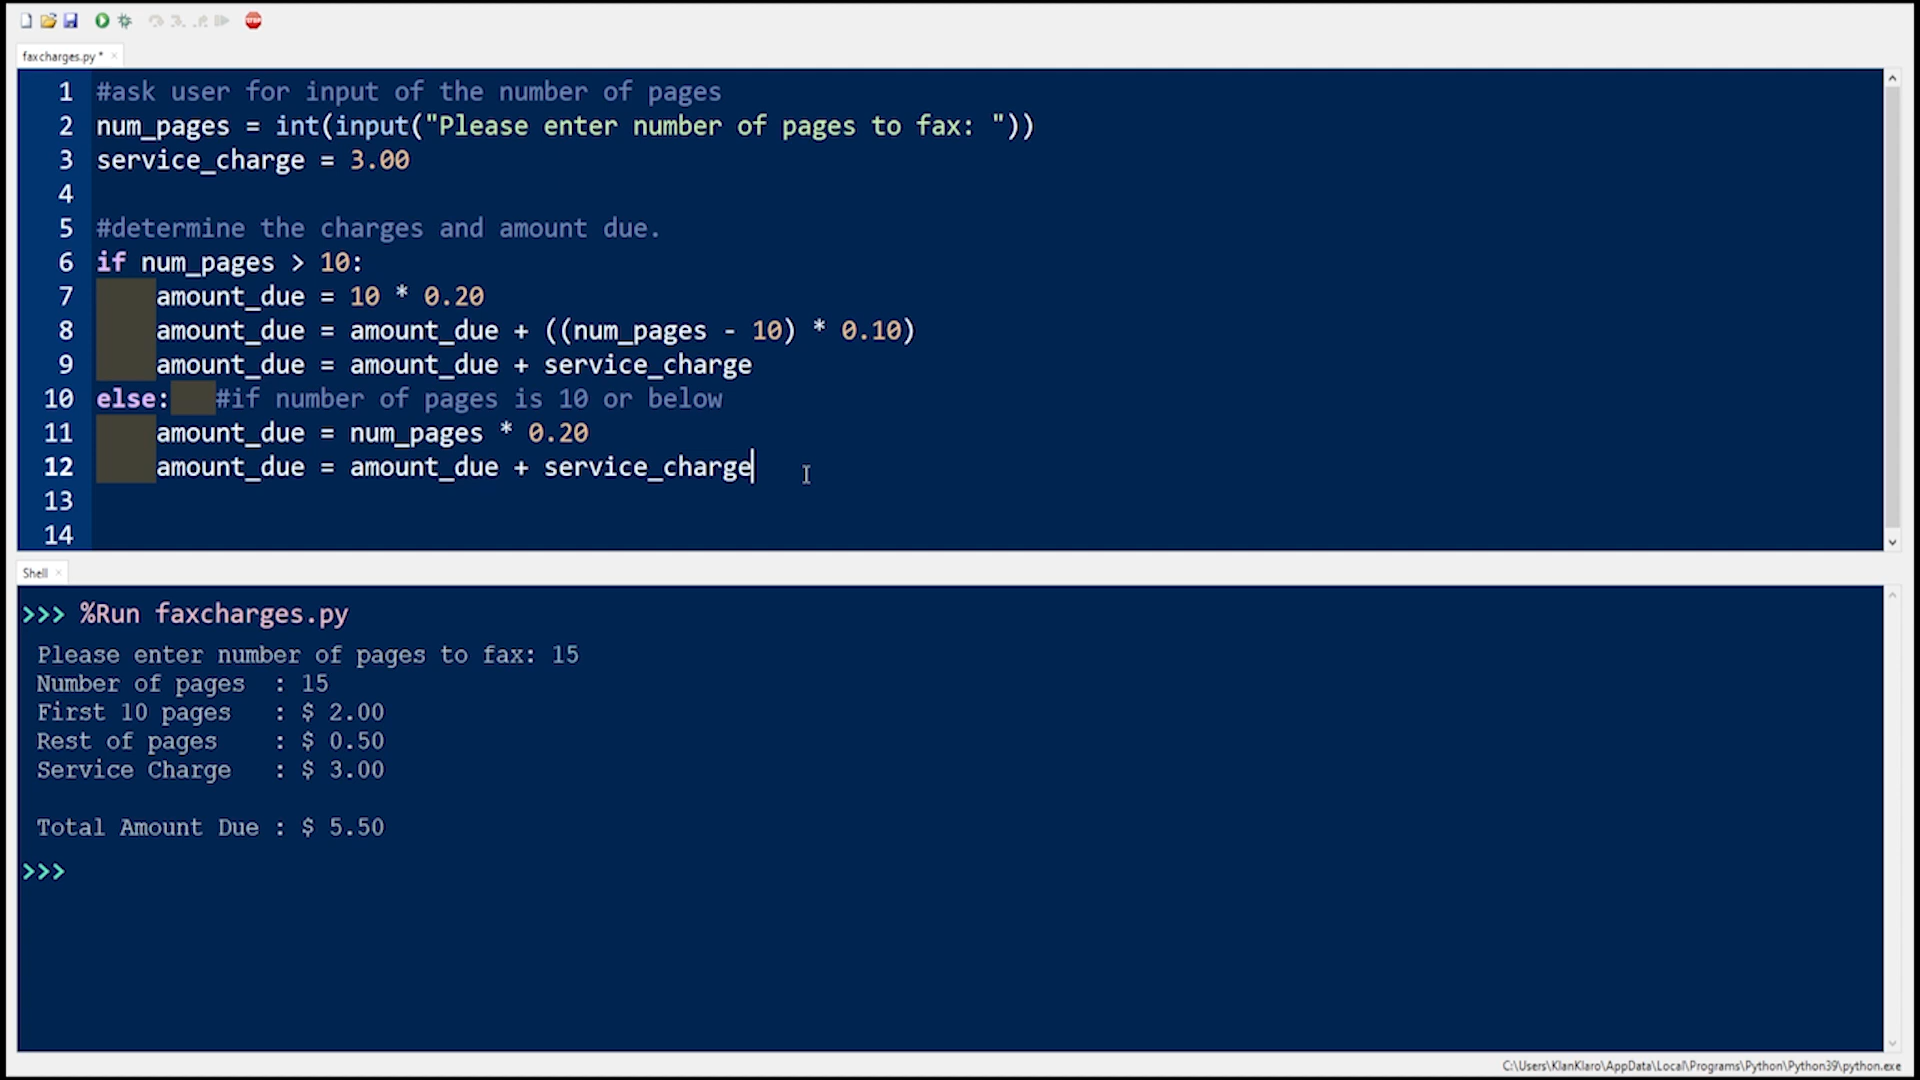 STOP
faxcharges.py *
1 #ask user for input of the number of pages
2 num_pages = int(input("Please enter number of pages to fax: "))
3 service_charge = 3.00
4
5 #determine the charges and amount due.
6 if num_pages > 10:
7 amount_due = 10 * 0.20
8 amount_due = amount_due + ((num_pages - 10) * 0.10)
9 amount_due = amount_due + service_charge
10 else: #if number of pages is 10 or below
11 amount_due = num_pages * 0.20
12 amount_due = amount_due + service_charge
13
14
Shell
>>> %Run faxcharges.py
Please enter number of pages to fax: 15
Number of pages : 15
First 10 pages : $ 2.00
Rest of pages : $ 0.50
Service Charge : $ 3.00
Total Amount Due : $ 5.50
>>>
C:\Users\KlanKlaro\AppData\Local\Programs\Python\Python39\python.exe